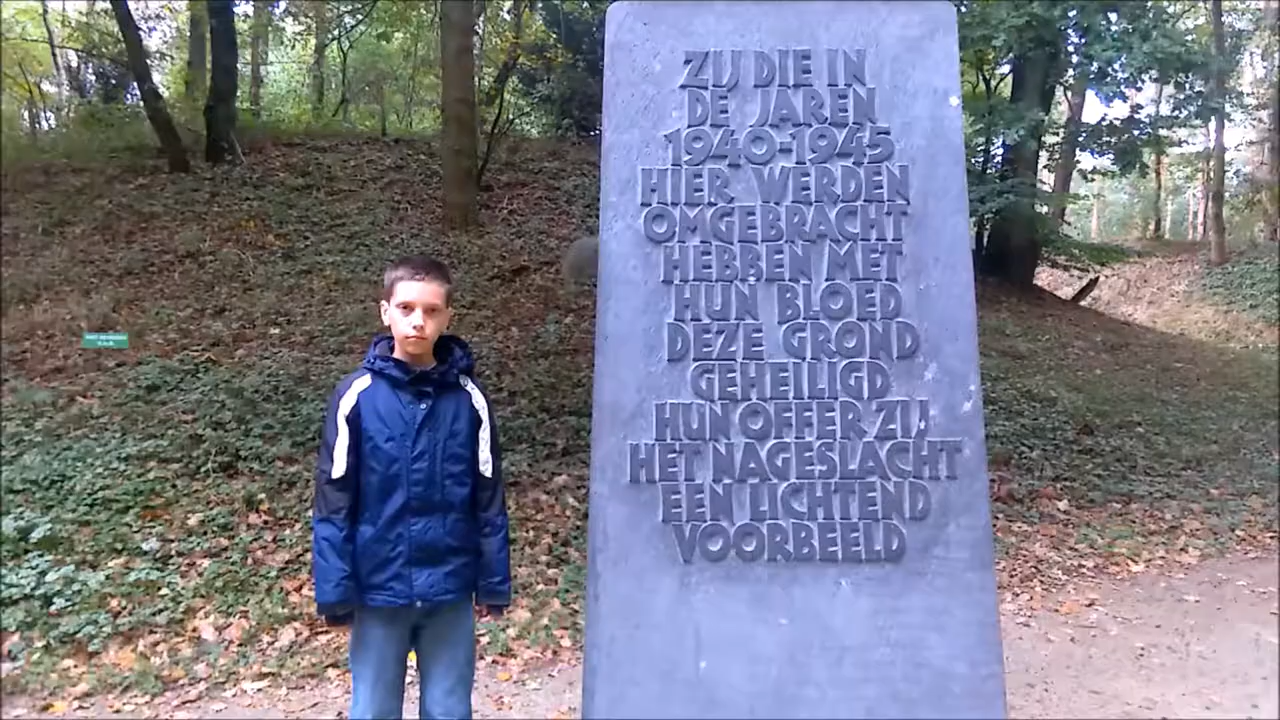 ZIJ DIE IN
DE JAREN
1940-1945
HIER WERDEN
OMGEBRACHT
HEBBEN MET
HUN BLOED
DEZE GROND
GEHEILIGD
HUN OFFER ZIJ
HET NAGESLACHT
EEN LICHTEND
VOORBEELD